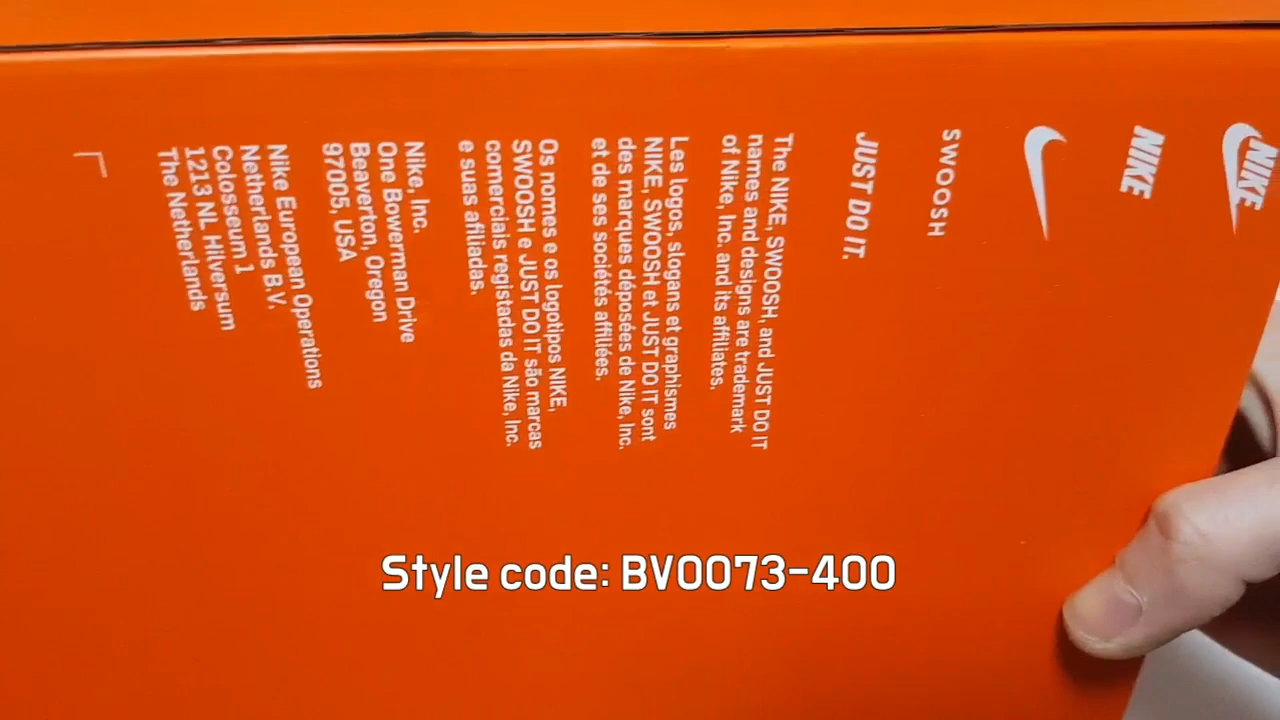 NIKE
NIKE
SWOOSH
JUST DO IT.
The NIKE, SWOOSH, and JUST DO IT
names and designs are trademark
of Nike, Inc. and its affiliates.
Les logos, slogans et graphismes
NIKE, SWOOSH et JUST DO IT sont
des marques déposées de Nike, Inc.
et de ses sociétés affiliées.
Os nomes e os logotipos NIKE,
SWOOSH e JUST DO IT são marcas
comerciais registadas da Nike, Inc.
e suas afiliadas.
Nike, Inc.
One Bowerman Drive
Beaverton, Oregon
97005, USA
Nike European Operations
Netherlands B.V.
Colosseum 1
1213 NL Hilversum
The Netherlands
Style code: BV0073-400